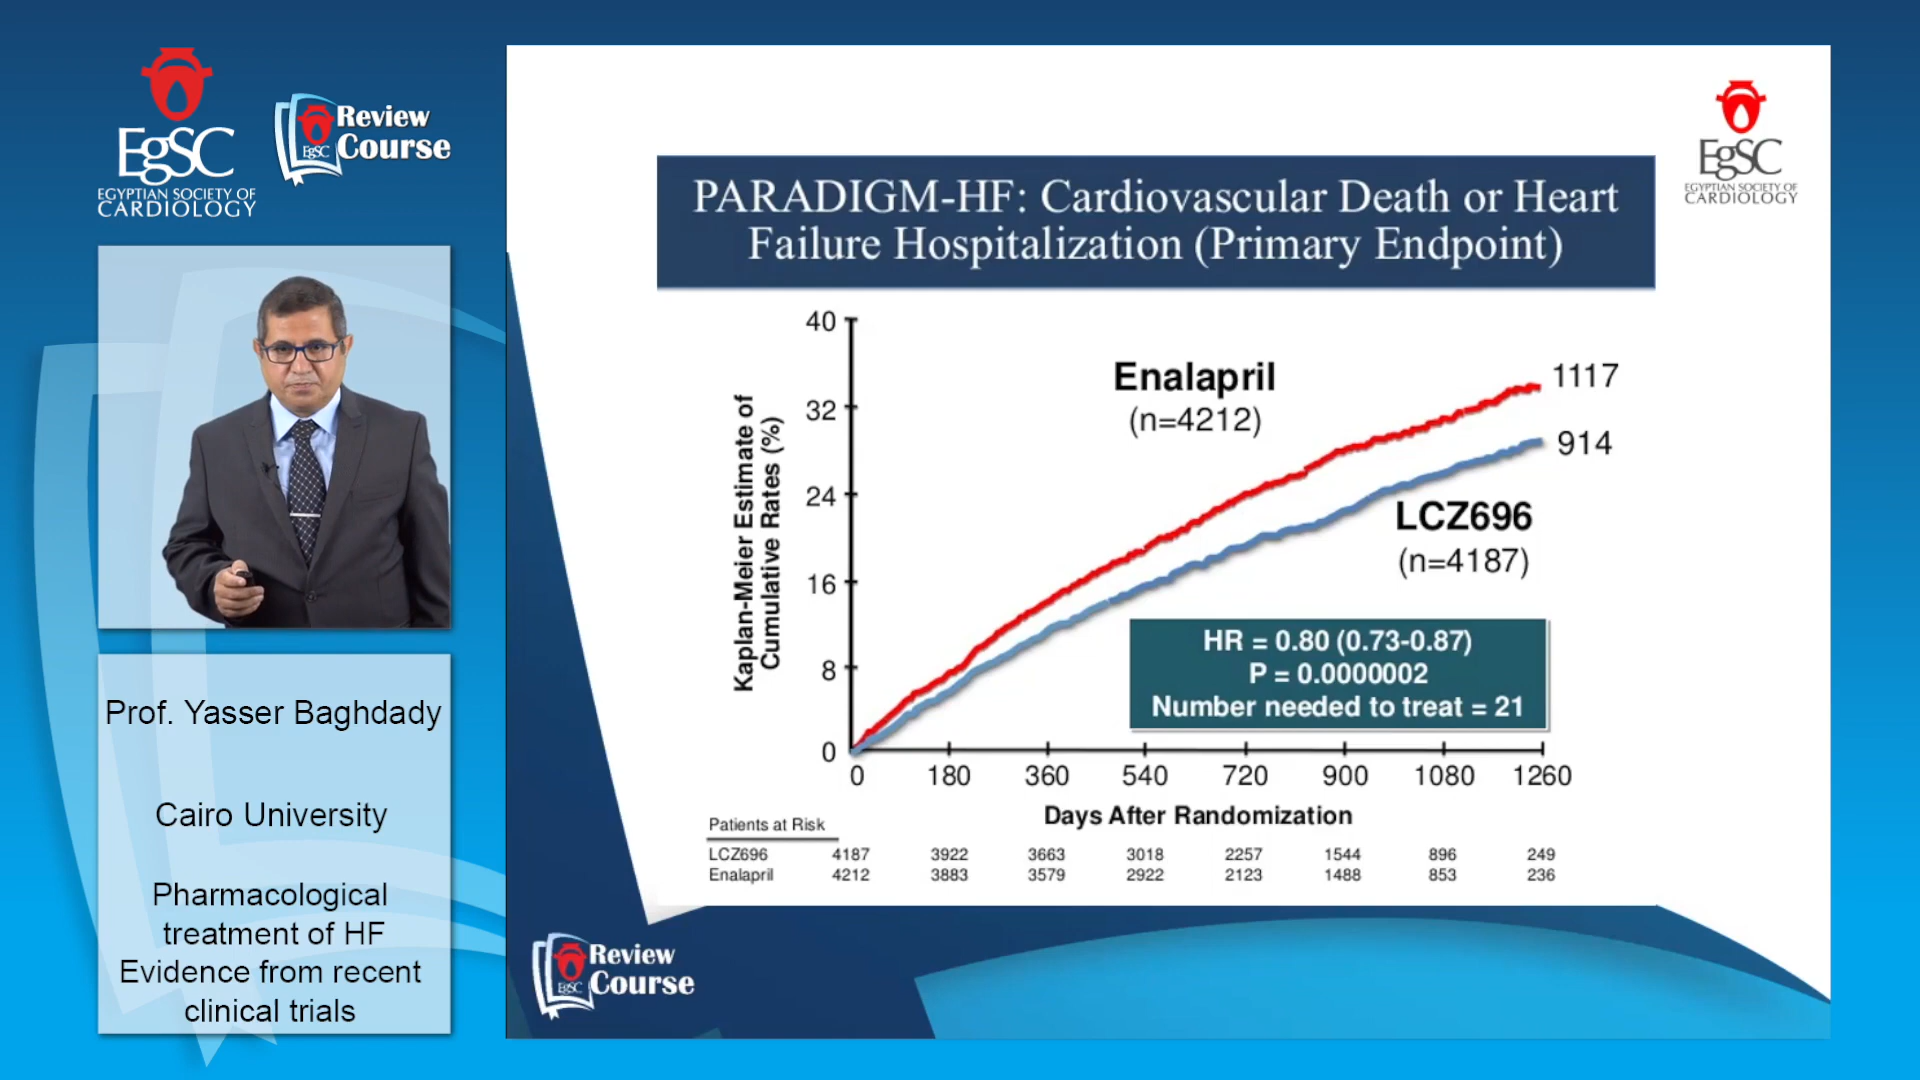 EgSC
EGYPTIAN SOCIETY OF
CARDIOLOGY
Review
Course
EgSC
Prof. Yasser Baghdady
Cairo University
Pharmacological
treatment of HF
Evidence from recent
clinical trials
EgSC
EGYPTIAN SOCIETY OF
CARDIOLOGY
PARADIGM-HF: Cardiovascular Death or Heart
Failure Hospitalization (Primary Endpoint)
Kaplan-Meier Estimate of
Cumulative Rates (%)
40
32
24
16
8
0
Enalapril
(n=4212)
1117
914
LCZ696
(n=4187)
HR = 0.80 (0.73-0.87)
P = 0.0000002
Number needed to treat = 21
0 180 360 540 720 900 1080 1260
Days After Randomization
Patients at Risk
LCZ696 4187 3922 3663 3018 2257 1544 896 249
Enalapril 4212 3883 3579 2922 2123 1488 853 236
Review
Course
EgSC